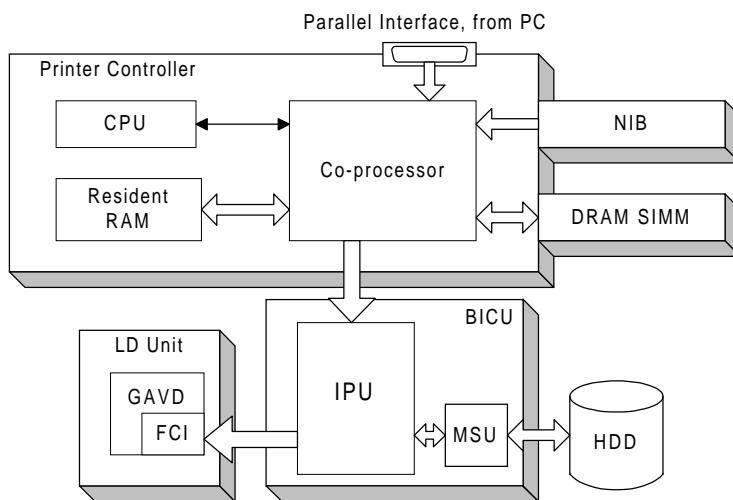 Parallel Interface, from PC
Printer Controller
CPU
NIB
Co-processor
Resident
RAM
DRAM SIMM
BICU
LD Unit
GAVD
IPU
FCI
MSU
HDD